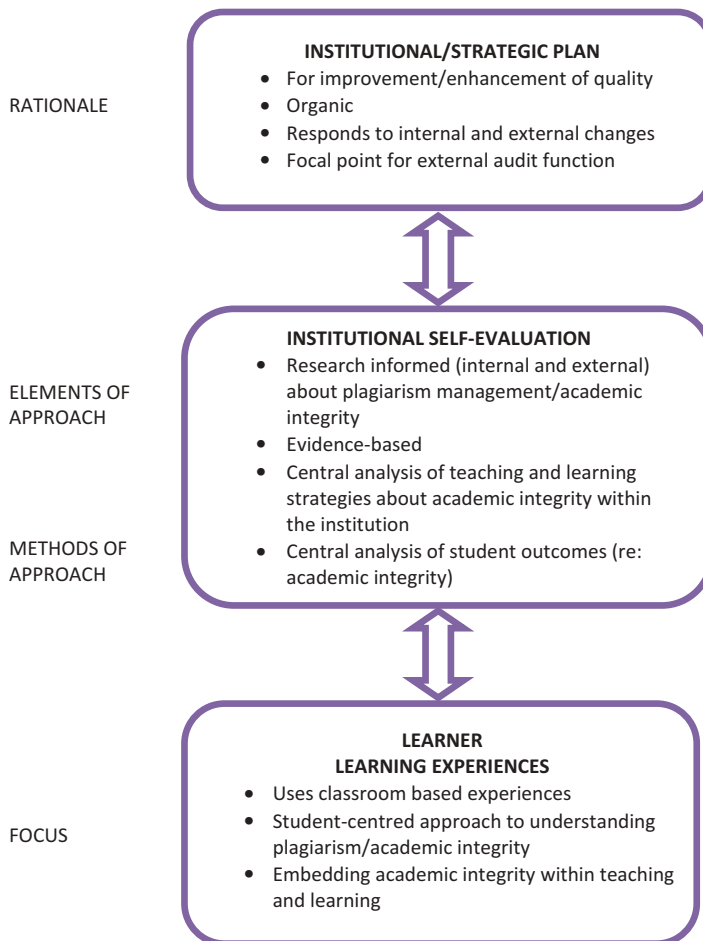 INSTITUTIONAL/STRATEGIC PLAN
• For improvement/enhancement of quality
• Organic
RATIONALE
• Responds to internal and external changes
• Focal point for external audit function
INSTITUTIONAL SELF-EVALUATION
• Research informed (internal and external)
about plagiarism management/academic
integrity
ELEMENTS OF
APPROACH
• Evidence-based
• Central analysis of teaching and learning
strategies about academic integrity within
the institution
METHODS OF
APPROACH
• Central analysis of student outcomes (re:
academic integrity)
LEARNER
LEARNING EXPERIENCES
• Uses classroom based experiences
• Student-centred approach to understanding
plagiarism/academic integrity
FOCUS
• Embedding academic integrity within teaching
and learning